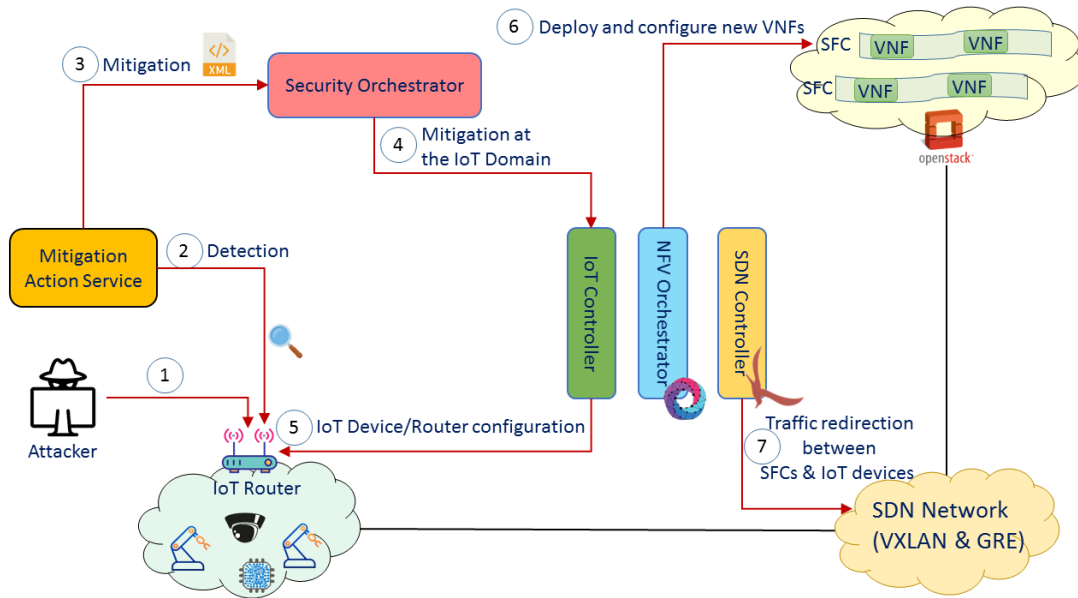 6
Deploy and configure new VNFs
SFC
VNF
VNF
SFC
VNF
VNF
openstack
3
Mitigation
</>
XML
Security Orchestrator
4
Mitigation at
the IoT Domain
Mitigation
Action Service
2
Detection
IoT Controller
NFV Orchestrator
SDN Controller
1
Attacker
5
IoT Device/Router configuration
IoT Router
7
Traffic redirection
between
SFCs & IoT devices
SDN Network
(VXLAN & GRE)